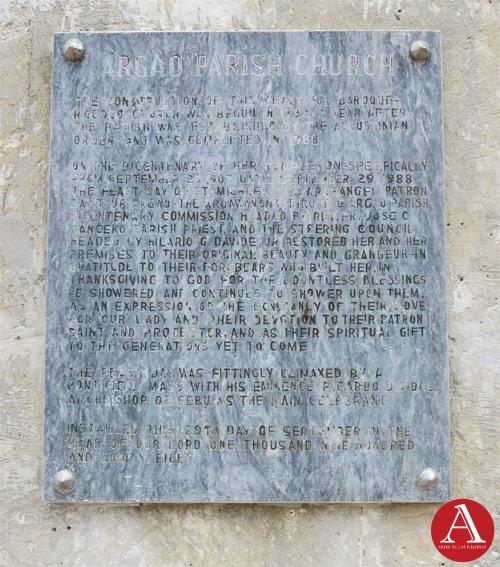 ARGAO PARISH CHURCH
THE CONSTRUCTION OF THIS BEAUTIFUL BAROQUE-
ROCOCO CHURCH WAS BEGUN IN A YEAR AFTER
THE PARISH WAS ESTABLISHED BY THE AUGUSTINIAN
ORDER, AND WAS COMPLETED IN 1788.
ON THE BICENTENARY OF HER COMPLETION-SPECIFICALLY
FROM SEPTEMBER UNTIL SEPTEMBER 29, 1988
THE FEAST DAY OF ST MICHAEL THE ARCHANGEL PATRON
SAINT OF ARGAO THE ARGAWANONS, THRU THE ARGAO PARISH
BICENTENARY COMMISSION HEADED BY REV. FR. JOSE C.
PARISH PRIEST, AND THE STEERING COUNCIL
HEADED BY HILARIO G. DAVIDE, JR. RESTORED HER AND HER
PREMISES TO THEIR ORIGINAL BEAUTY AND GRANDEUR-IN
GRATITUDE TO THEIR FOREBEARS WHO BUILT HER, IN
THANKSGIVING TO GOD FOR THE COUNTLESS BLESSINGS
HE SHOWERED AND CONTINUES TO SHOWER UPON THEM,
AS AN EXPRESSION OF THE CONSTANCY OF THEIR LOVE
FOR OUR LADY AND THEIR DEVOTION TO THEIR PATRON
SAINT AND PROTECTOR, AND AS THEIR SPIRITUAL GIFT
TO THE GENERATIONS YET TO COME
THE FEAST DAY WAS FITTINGLY CLIMAXED BY A
PONTIFICAL MASS WITH HIS EMINENCE RICARDO J. VIDAL
ARCHBISHOP OF CEBU AS THE MAIN CELEBRANT
INSTALLED THIS 29TH DAY OF SEPTEMBER IN THE
YEAR OF OUR LORD ONE THOUSAND NINE HUNDRED
AND EIGHTY EIGHT
A